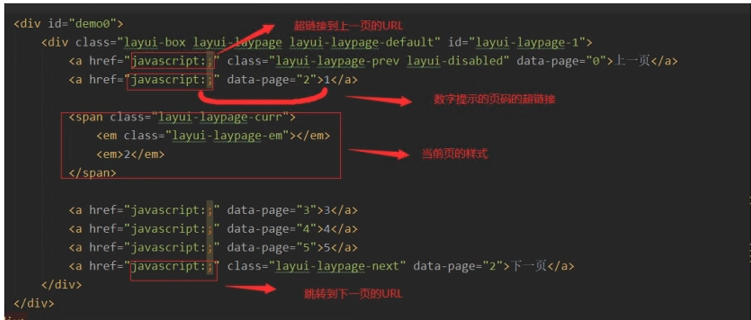 <div id="demo0">
超链接到上一页的URL
<div class="layui-box layui-laypage layui-laypage-default" id="layui-laypage-1">
<a href="javascript:;" class="layui-laypage-prev layui-disabled" data-page="0">上一页</a>
<a href="javascript:;" data-page="2">1</a>
数字提示的页码的超链接
<span class="layui-laypage-curr">
<em class="layui-laypage-em"></em>
<em>2</em>
当前页的样式
</span>
<a href="javascript:;" data-page="3">3</a>
<a href="javascript:;" data-page="4">4</a>
<a href="javascript:;" data-page="5">5</a>
<a href="javascript:;" class="layui-laypage-next" data-page="2">下一页</a>
</div>
跳转到下一页的URL
</div>